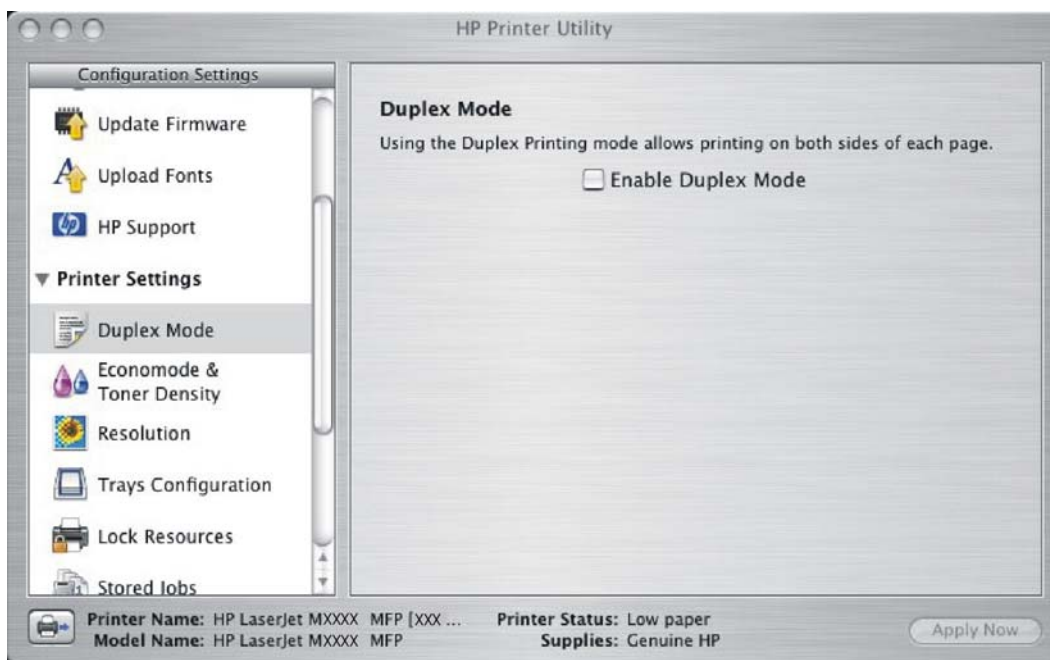 HP Printer Utility
Configuration Settings
Update Firmware
Upload Fonts
HP Support
Printer Settings
Duplex Mode
Economode &
Toner Density
Resolution
Trays Configuration
Lock Resources
Stored Jobs
Duplex Mode
Using the Duplex Printing mode allows printing on both sides of each page.
Enable Duplex Mode
Printer Name: HP LaserJet MXXXX MFP [XXX ...
Model Name: HP LaserJet MXXXX MFP
Printer Status: Low paper
Supplies: Genuine HP
Apply Now